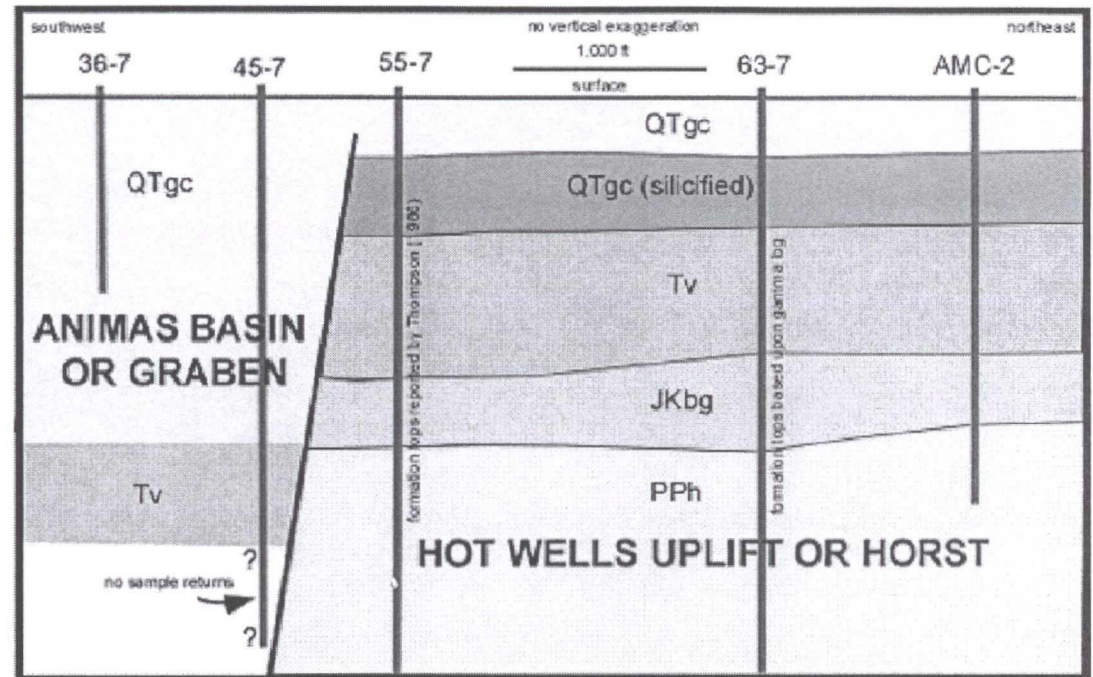 southwest
no vertical exaggeration
northeast
1,000 ft
surface
36-7
45-7
55-7
63-7
AMC-2
QTgc
QTgc
QTgc (silicified)
Tv
JKbg
PPh
ANIMAS BASIN
OR GRABEN
Tv
?
no sample returns
?
HOT WELLS UPLIFT OR HORST
formation tops reported by Thompson
formation tops based upon gamma